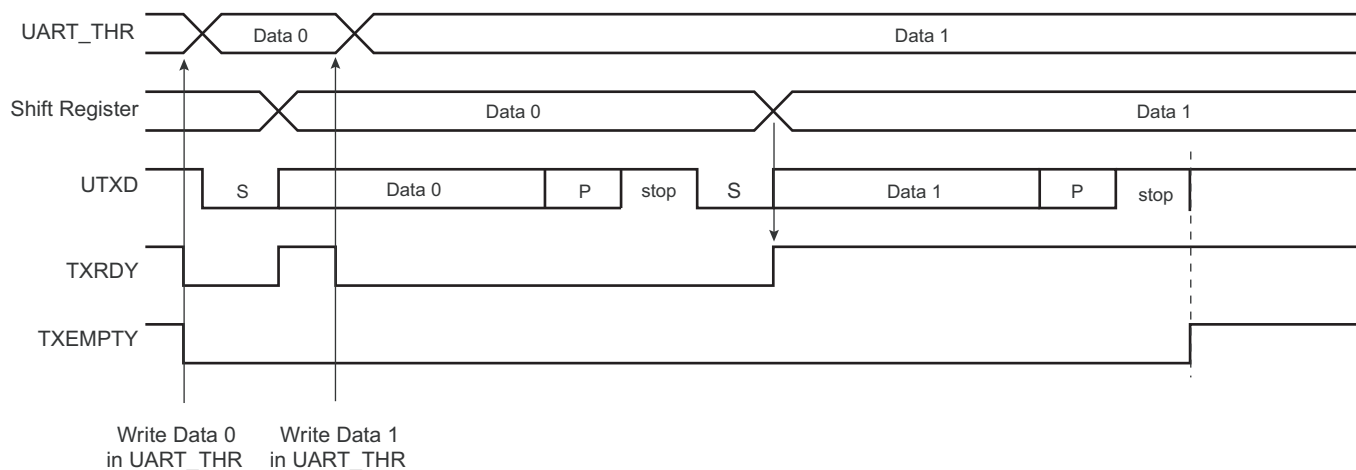 UART_THR Data 0 Data 1
Shift Register Data 0 Data 1
UTXD S Data 0 P stop S Data 1 P stop
TXRDY
TXEMPTY
Write Data 0 Write Data 1
in UART_THR in UART_THR